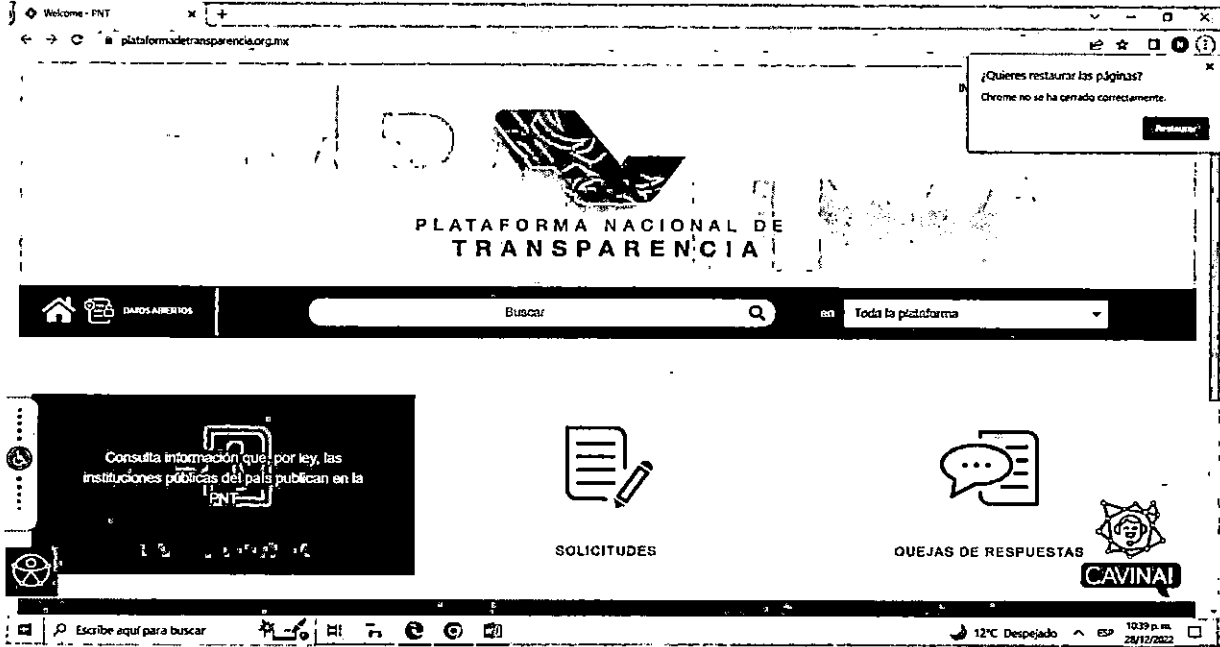 Welcome - PNT
plataformadetransparencia.org.mx
¿Quieres restaurar las páginas?
Chrome no se ha cerrado correctamente.
Restaurar
IN
PLATAFORMA NACIONAL DE
TRANSPARENCIA
DATOS ABIERTOS
Buscar
en
Toda la plataforma
Consulta información que, por ley, las
instituciones públicas del país publican en la
PNT
SOLICITUDES
QUEJAS DE RESPUESTAS
CAVINAI
Escribe aquí para buscar
12°C Despejado
ESP
10:39 p. m.
28/12/2022